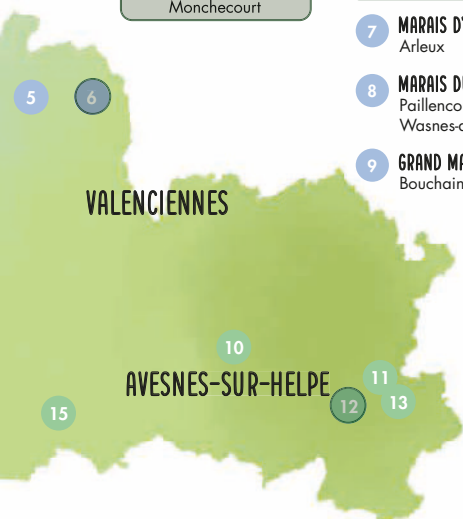 Monchecourt
7 MARAIS D'
Arleux
8 MARAIS DU
Paillenco
Wasnes-
9 GRAND MA
Bouchain
5
6
VALENCIENNES
10
AVESNES-SUR-HELPE
11
12
13
15